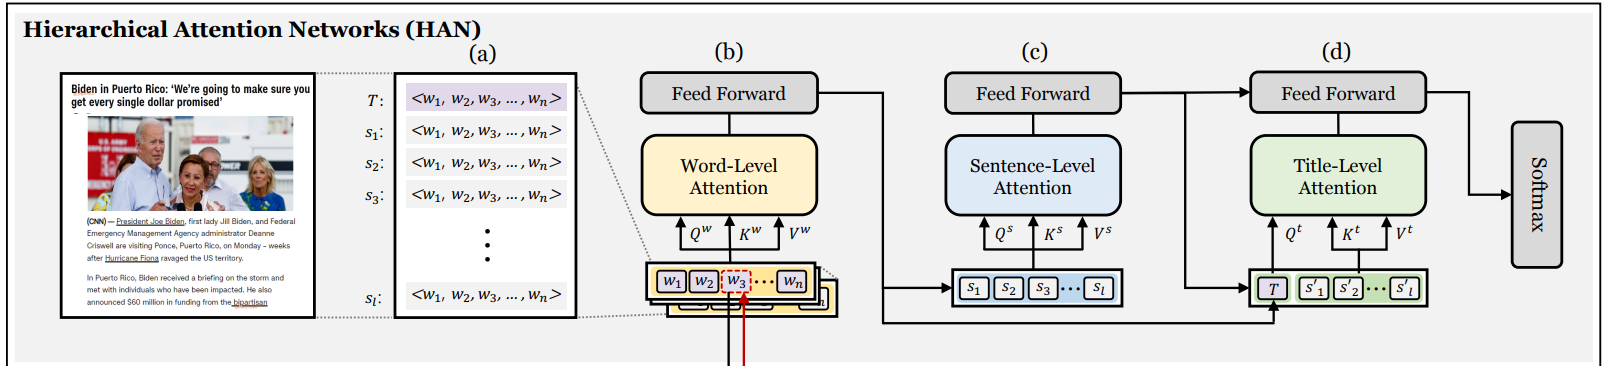 Hierarchical Attention Networks (HAN)
(a)
(b)
(c)
(d)
Biden in Puerto Rico: ‘We’re going to make sure you
get every single dollar promised’
(CNN) — President Joe Biden, first lady Jill Biden, and Federal
Emergency Management Agency administrator Deanne
Criswell are visiting Ponce, Puerto Rico, on Monday – weeks
after Hurricane Fiona ravaged the US territory.
In Puerto Rico, Biden received a briefing on the storm and
met with individuals who have been impacted. He also
announced $60 million in funding from the bipartisan
T: <w₁, w₂, w₃, ... , wₙ>
s₁: <w₁, w₂, w₃, ... , wₙ>
s₂: <w₁, w₂, w₃, ... , wₙ>
s₃: <w₁, w₂, w₃, ... , wₙ>
sₗ: <w₁, w₂, w₃, ... , wₙ>
Feed Forward
Word-Level
Attention
Qʷ Kʷ Vʷ
w₁ w₂ w₃ ... wₙ
Feed Forward
Sentence-Level
Attention
Qˢ Kˢ Vˢ
s₁ s₂ s₃ ... sₗ
Feed Forward
Title-Level
Attention
Qᵗ Kᵗ Vᵗ
T s'₁ s'₂ ... s'ₗ
Softmax